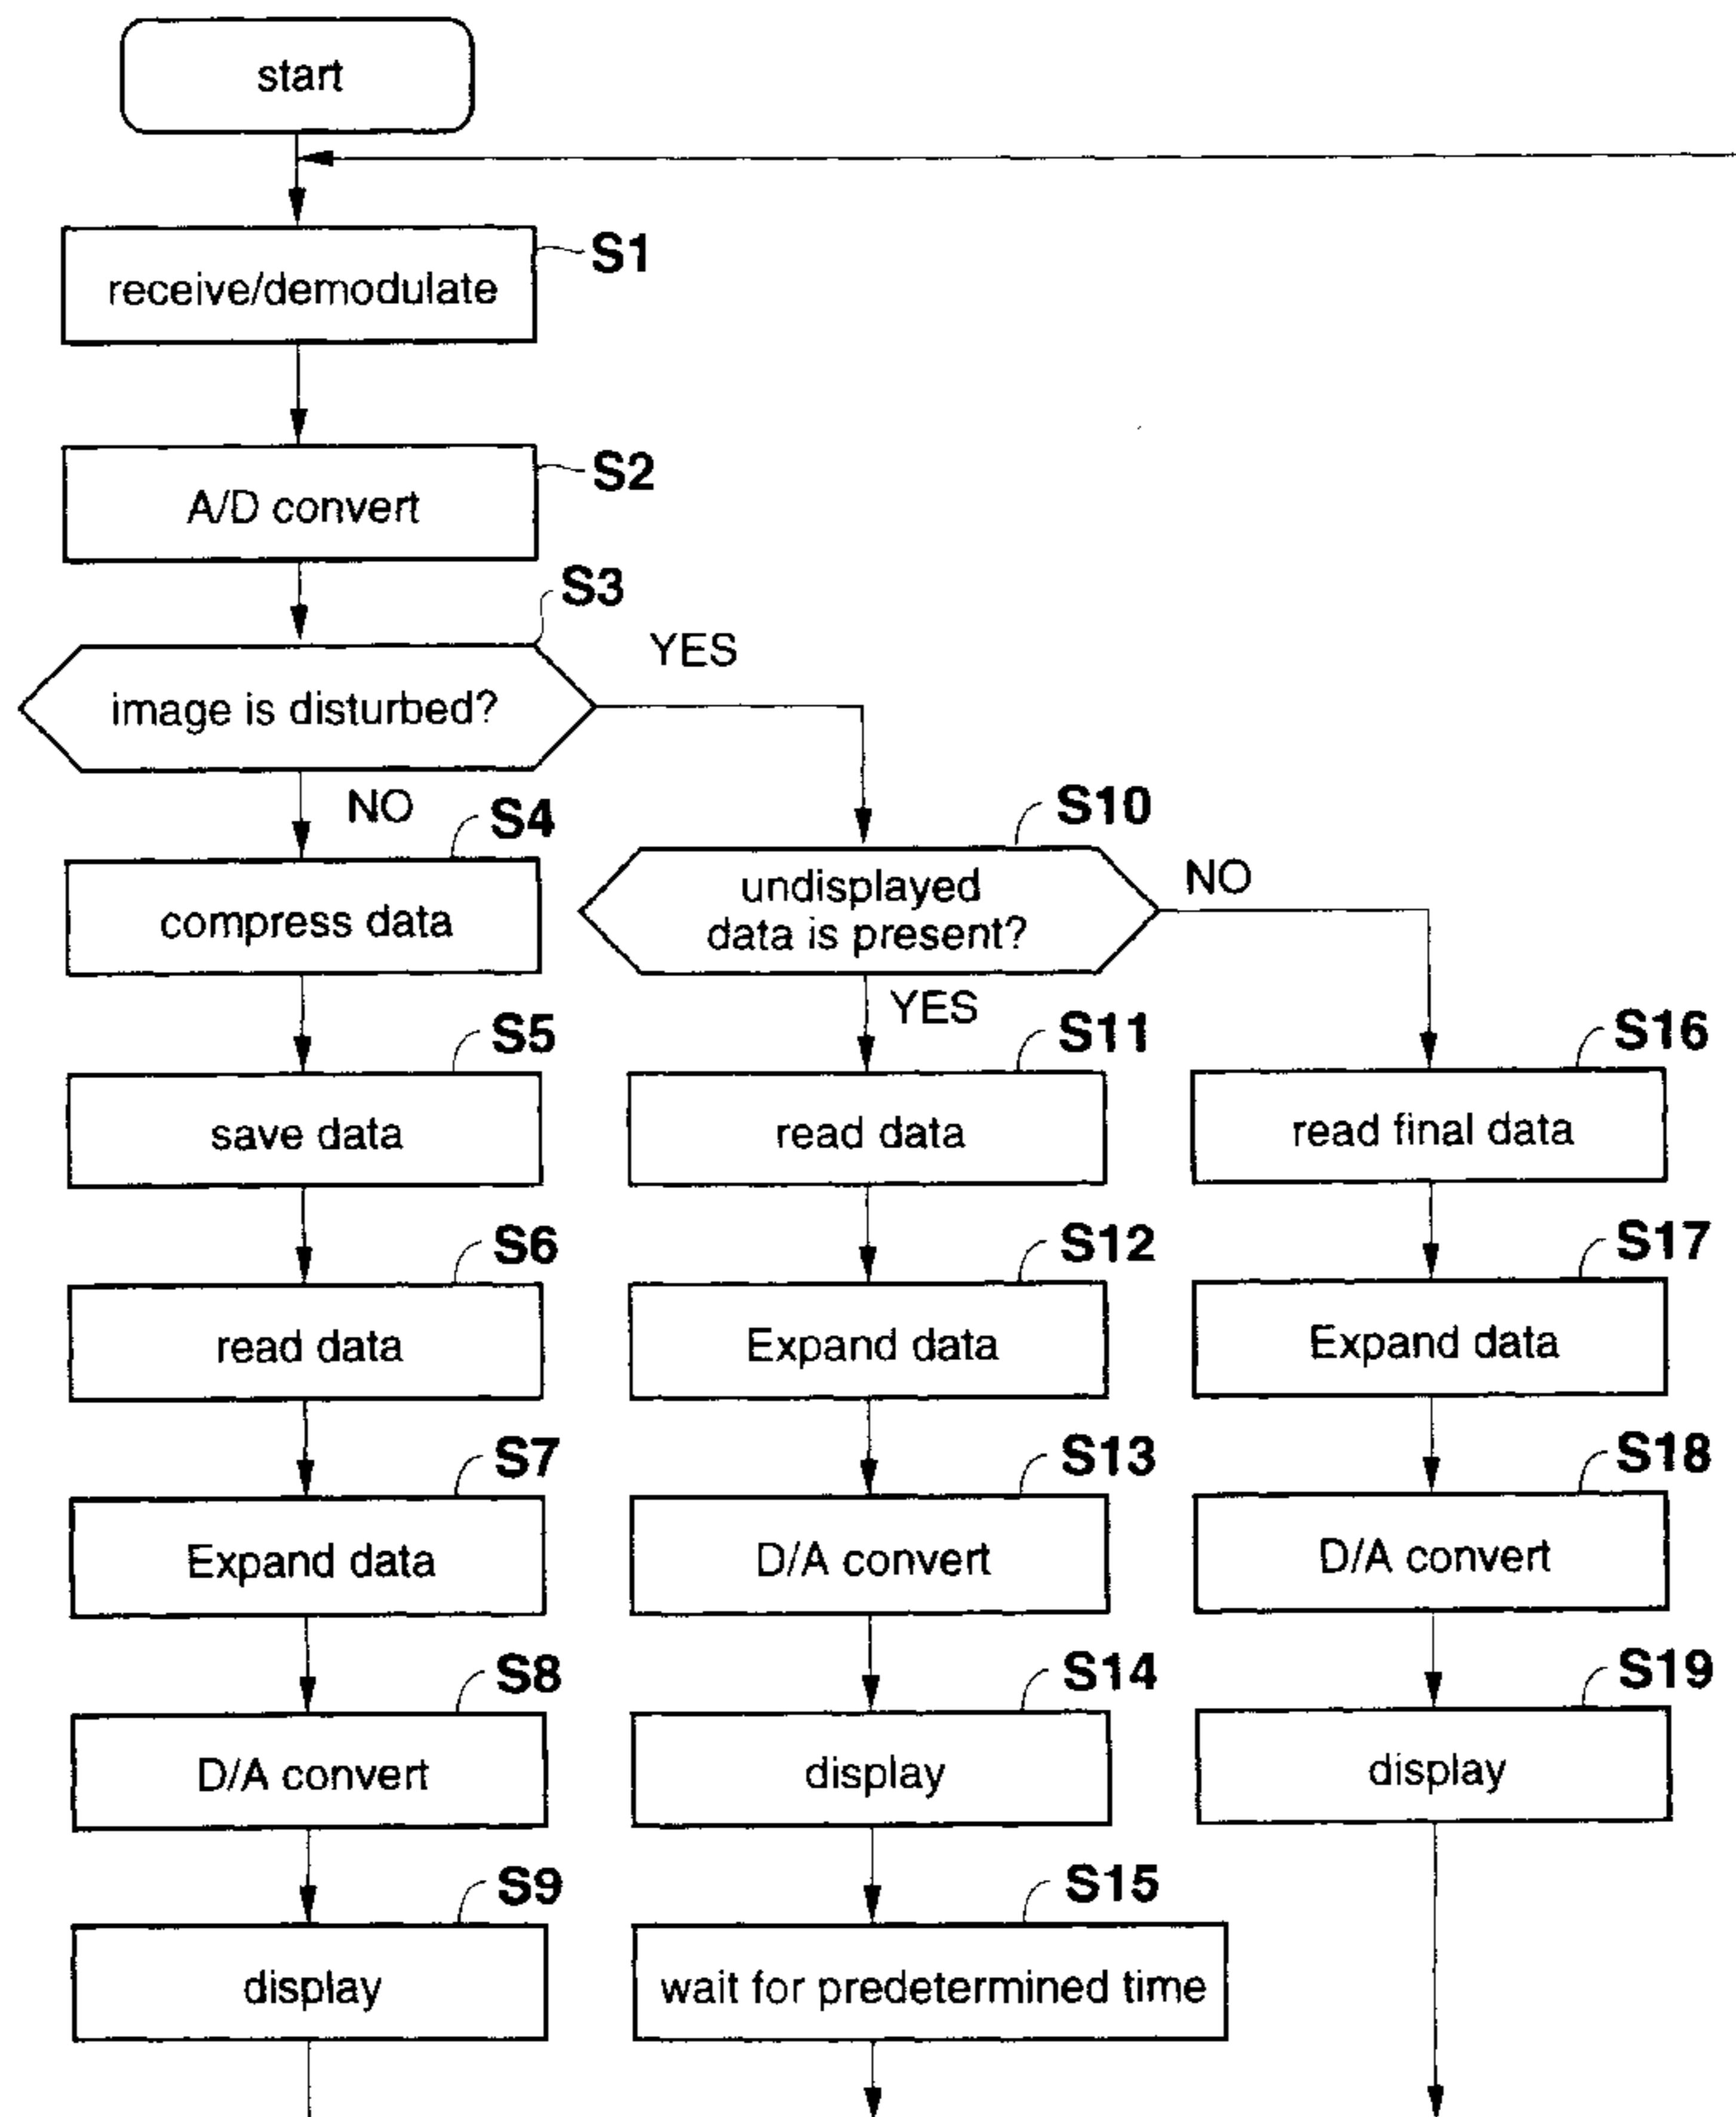 start
receive/demodulate
S1
A/D convert
S2
S3
image is disturbed?
YES
NO
S4
compress data
S10
undisplayed
data is present?
NO
YES
S5
save data
S11
read data
S16
read final data
S6
read data
S12
Expand data
S17
Expand data
S7
Expand data
S13
D/A convert
S18
D/A convert
S8
D/A convert
S14
display
S19
display
S9
display
S15
wait for predetermined time